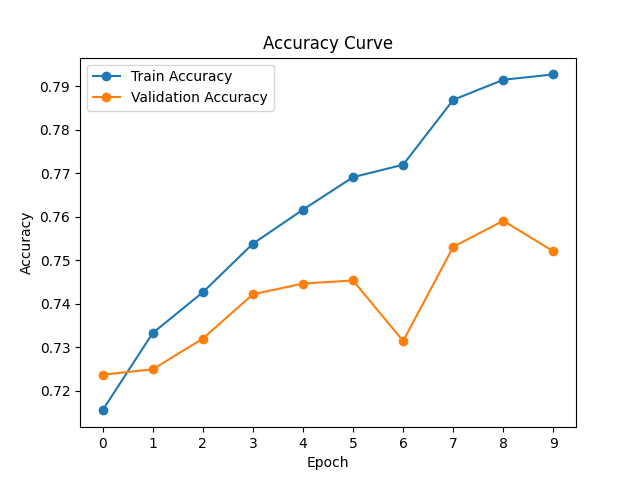 Accuracy Curve
Train Accuracy
Validation Accuracy
0.79
0.78
0.77
0.76
0.75
0.74
0.73
0.72
Accuracy
0 1 2 3 4 5 6 7 8 9
Epoch